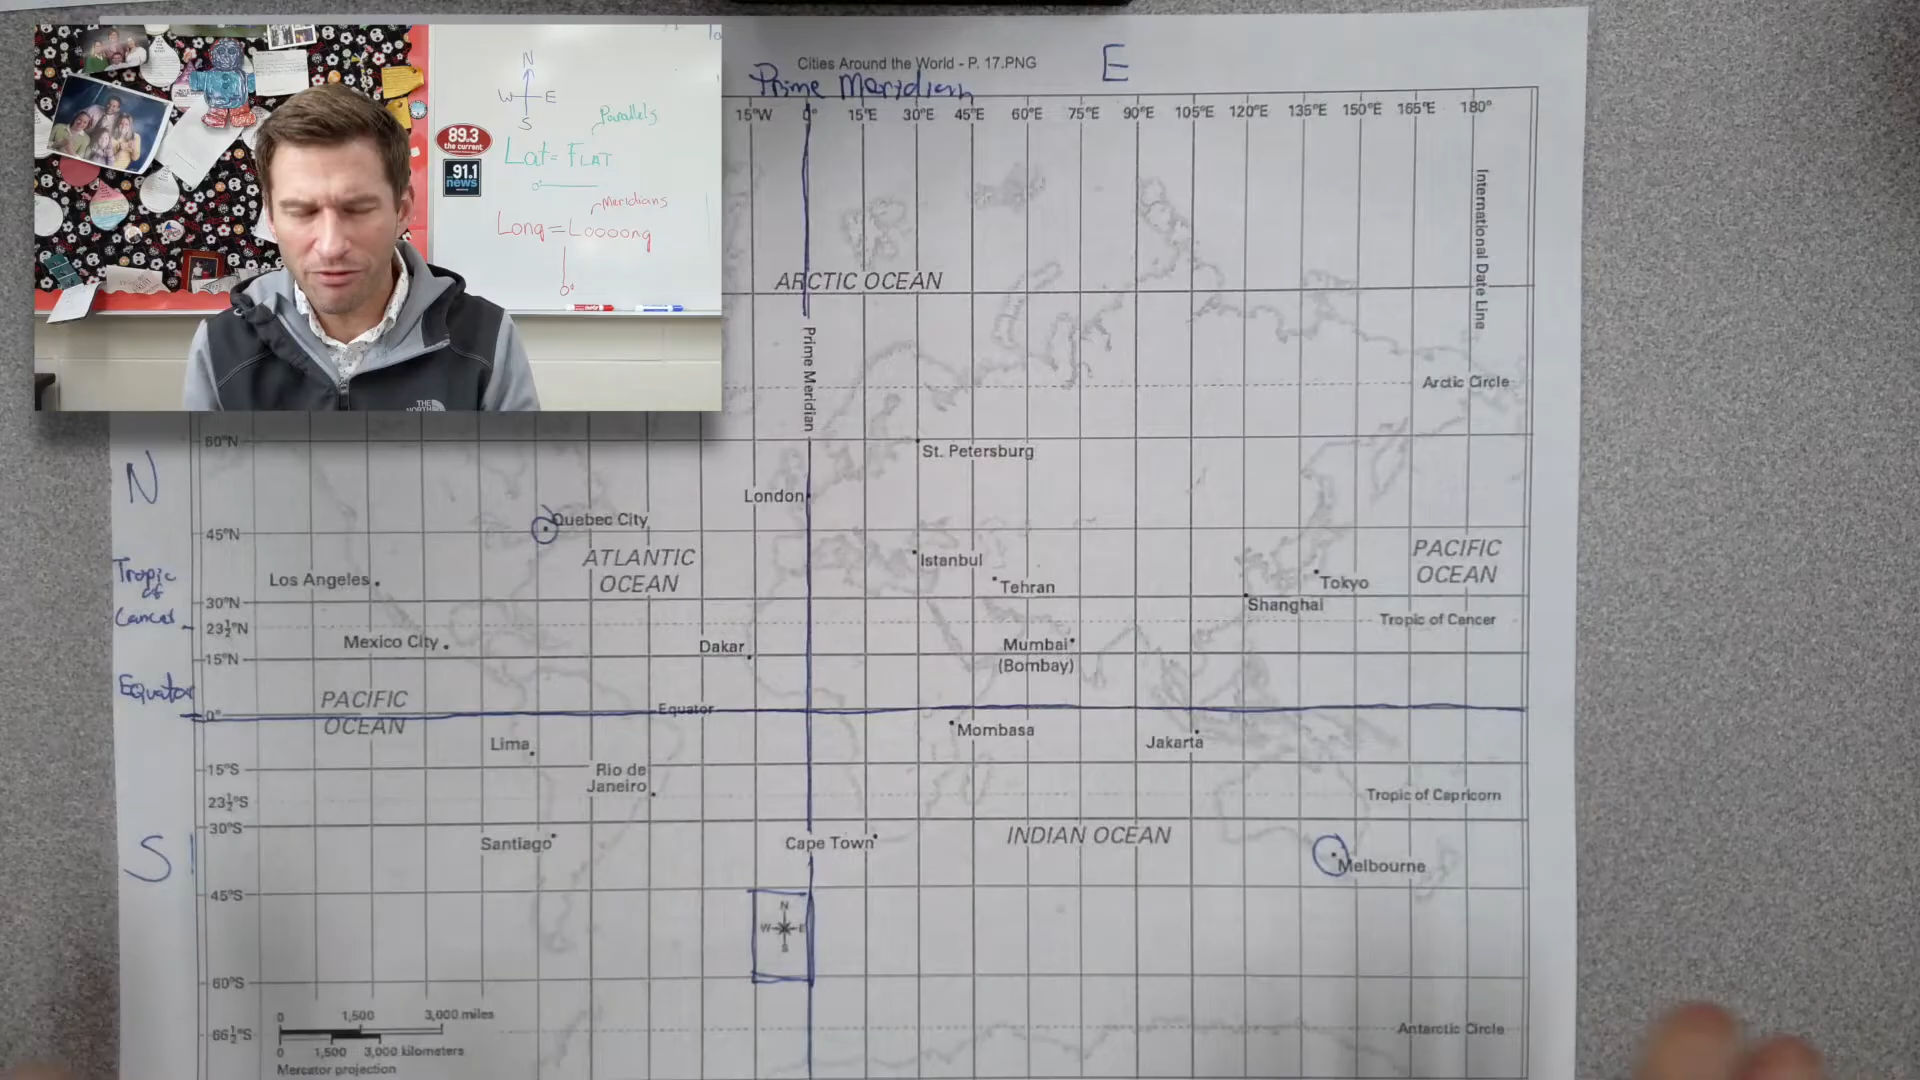 N
W E
S
Parallels
89.3
the current
Lat = FLAT
0°
91.1
news
Meridians
Long = Loooong
0°
THE
NORTH
Cities Around the World - P. 17.PNG
E
Prime Meridian
15°W 0° 15°E 30°E 45°E 60°E 75°E 90°E 105°E 120°E 135°E 150°E 165°E 180°
International Date Line
ARCTIC OCEAN
Prime Meridian
Arctic Circle
60°N
St. Petersburg
N
London
Quebec City
45°N
ATLANTIC
OCEAN
Istanbul
PACIFIC
OCEAN
Tropic
of
Cancer
Los Angeles
Tehran
Tokyo
30°N
Shanghai
23½°N
Tropic of Cancer
Mexico City
Dakar
Mumbai
(Bombay)
15°N
Equator
PACIFIC
OCEAN
0°
Equator
Mombasa
Lima
Jakarta
15°S
Rio de
Janeiro
23½°S
Tropic of Capricorn
30°S
S
Santiago
Cape Town
INDIAN OCEAN
Melbourne
45°S
N
W E
S
60°S
0 1,500 3,000 miles
66½°S
Antarctic Circle
0 1,500 3,000 kilometers
Mercator projection